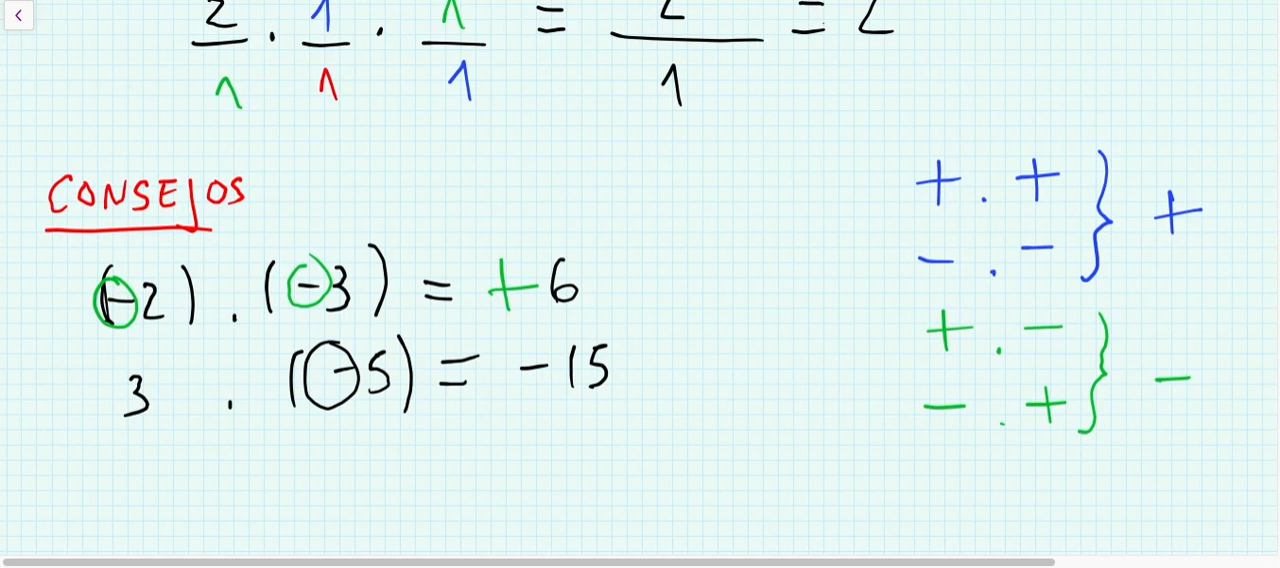 2/1 · 1/1 · 1/1 = 2/1 = 2
CONSEJOS
(-2) . (-3) = +6
3 . (-5) = -15
+ . + } +
- . -
+ . - } -
- . +